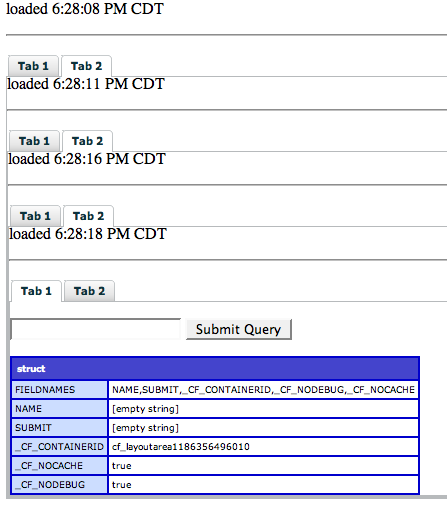 loaded 6:28:08 PM CDT
Tab 1 Tab 2
loaded 6:28:11 PM CDT
Tab 1 Tab 2
loaded 6:28:16 PM CDT
Tab 1 Tab 2
loaded 6:28:18 PM CDT
Tab 1 Tab 2
Submit Query
struct
FIELDNAMES NAME,SUBMIT,_CF_CONTAINERID,_CF_NODEBUG,_CF_NOCACHE
NAME [empty string]
SUBMIT [empty string]
_CF_CONTAINERID cf_layoutarea1186356496010
_CF_NOCACHE true
_CF_NODEBUG true